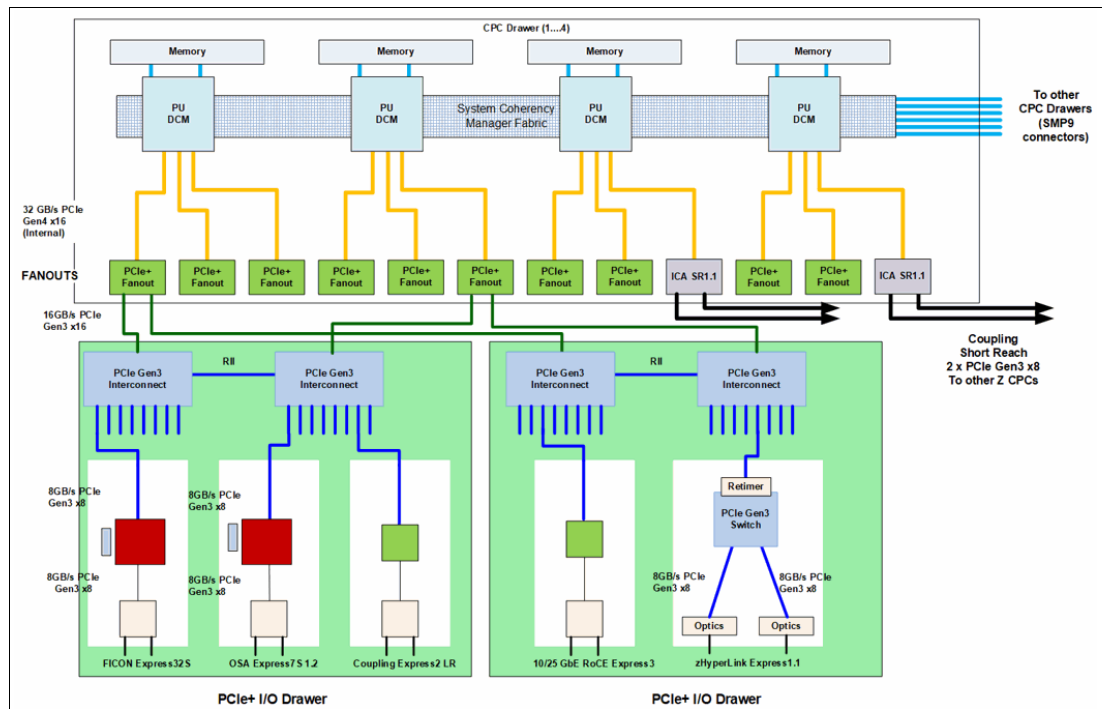 CPC Drawer (1....4)
Memory
Memory
Memory
Memory
PU
DCM
PU
DCM
System Coherency
Manager Fabric
PU
DCM
PU
DCM
To other
CPC Drawers
(SMP9
connectors)
32 GB/s PCIe
Gen4 x16
(Internal)
FANOUTS
PCIe+
Fanout
PCIe+
Fanout
PCIe+
Fanout
PCIe+
Fanout
PCIe+
Fanout
PCIe+
Fanout
PCIe+
Fanout
PCIe+
Fanout
ICA SR1.1
PCIe+
Fanout
PCIe+
Fanout
ICA SR1.1
16GB/s PCIe
Gen3 x16
Coupling
Short Reach
2 x PCIe Gen3 x8
To other Z CPCs
PCIe Gen3
Interconnect
RII
PCIe Gen3
Interconnect
PCIe Gen3
Interconnect
RII
PCIe Gen3
Interconnect
8GB/s PCIe
Gen3 x8
8GB/s PCIe
Gen3 x8
8GB/s PCIe
Gen3 x8
8GB/s PCIe
Gen3 x8
Retimer
PCIe Gen3
Switch
8GB/s PCIe
Gen3 x8
8GB/s PCIe
Gen3 x8
Optics
Optics
FICON Express32S
OSA Express7S 1.2
Coupling Express2 LR
10/25 GbE RoCE Express3
zHyperLink Express1.1
PCIe+ I/O Drawer
PCIe+ I/O Drawer